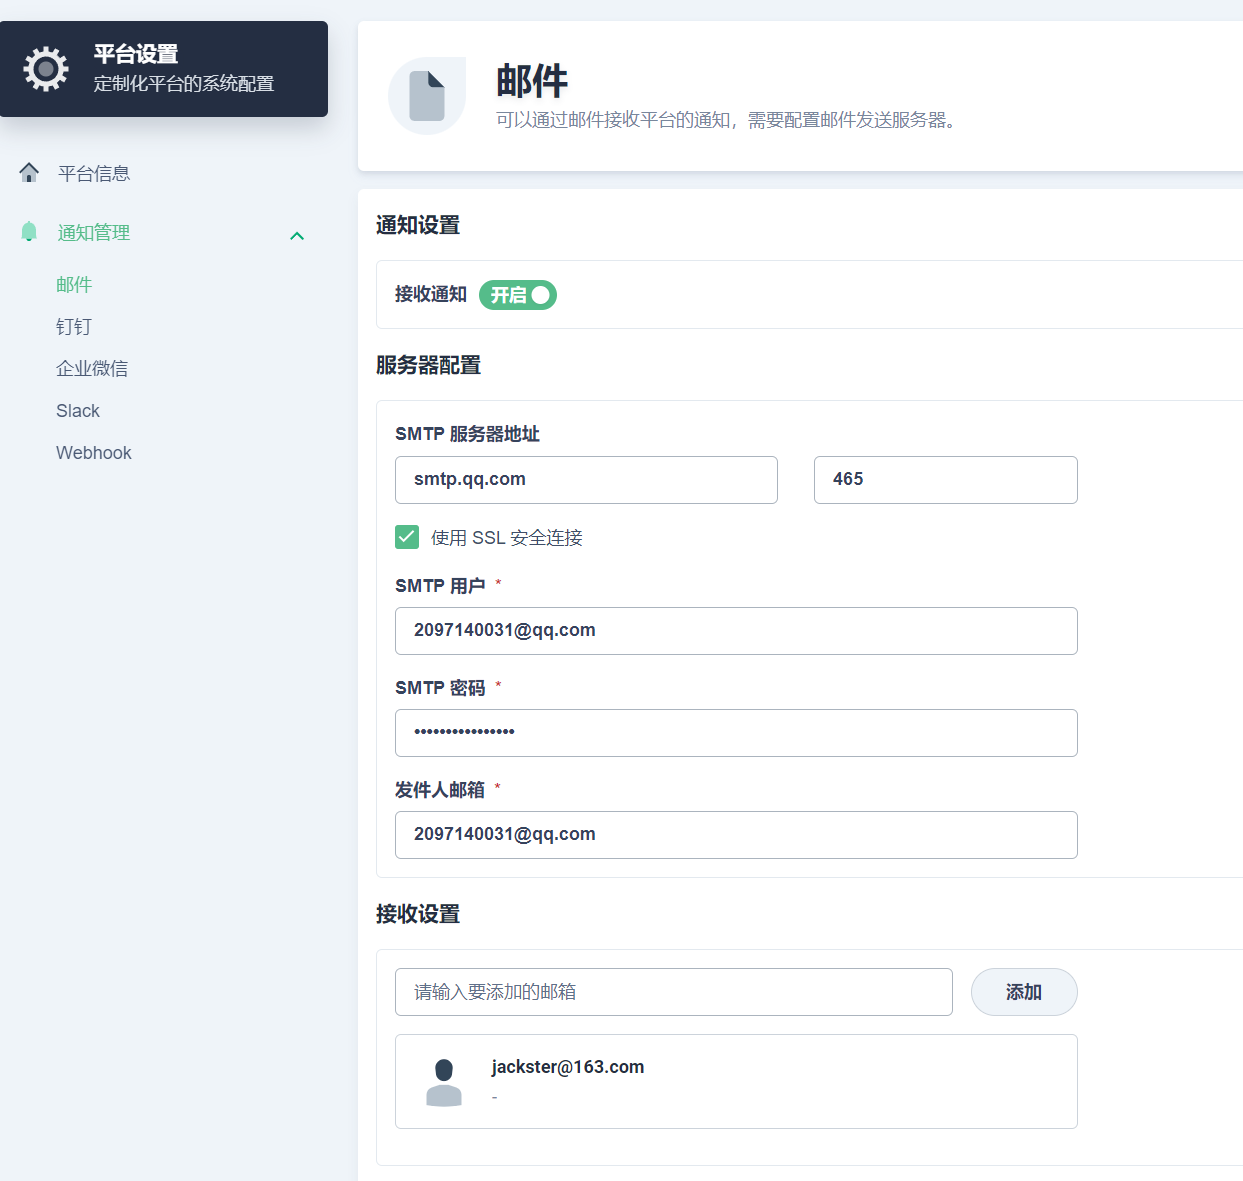 平台设置
定制化平台的系统配置
平台信息
通知管理
邮件
钉钉
企业微信
Slack
Webhook
邮件
可以通过邮件接收平台的通知，需要配置邮件发送服务器。
通知设置
接收通知 开启
服务器配置
SMTP 服务器地址
smtp.qq.com 465
使用 SSL 安全连接
SMTP 用户 *
2097140031@qq.com
SMTP 密码 *
••••••••••••••••
发件人邮箱 *
2097140031@qq.com
接收设置
请输入要添加的邮箱 添加
jackster@163.com
-